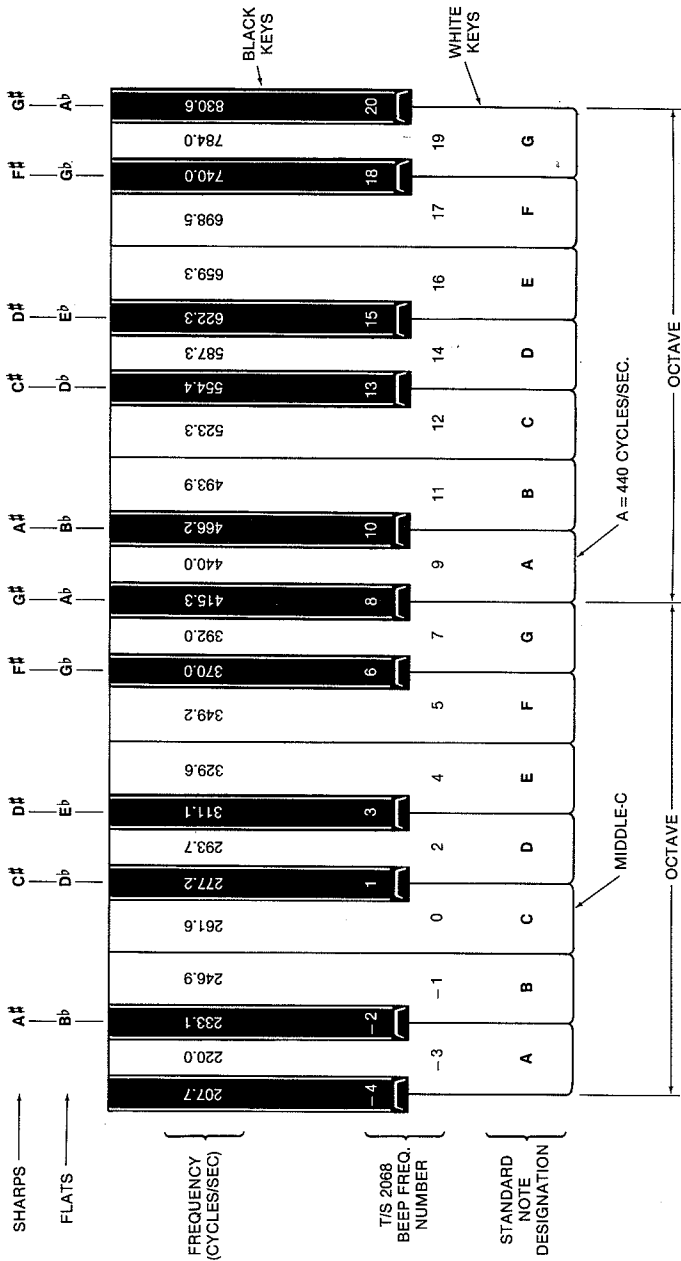 SHARPS A♯ C♯ D♯ F♯ G♯ A♯ C♯ D♯ F♯ G♯
FLATS B♭ D♭ E♭ G♭ A♭ B♭ D♭ E♭ G♭ A♭
BLACK KEYS
FREQUENCY (CYCLES/SEC)
207.7 220.0 233.1 246.9 261.6 277.2 293.7 311.1 329.6 349.2 370.0 392.0 415.3 440.0 466.2 493.9 523.3 554.4 587.3 622.3 659.3 698.5 740.0 784.0 830.6
T/S 2068
BEEP FREQ.
NUMBER
−4 −3 −2 −1 0 1 2 3 4 5 6 7 8 9 10 11 12 13 14 15 16 17 18 19 20
WHITE KEYS
STANDARD
NOTE
DESIGNATION
A B C D E F G A B C D E F G
MIDDLE-C
A = 440 CYCLES/SEC.
OCTAVE OCTAVE